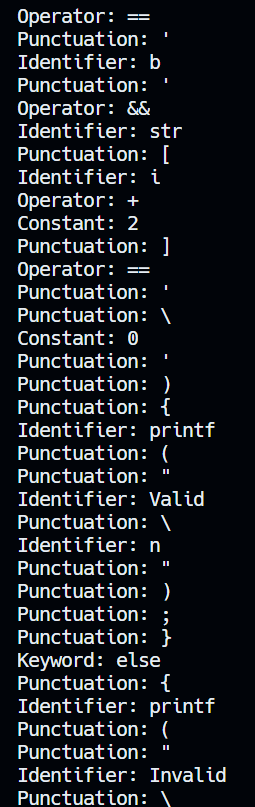 Operator: ==
Punctuation: '
Identifier: b
Punctuation: '
Operator: &&
Identifier: str
Punctuation: [
Identifier: i
Operator: +
Constant: 2
Punctuation: ]
Operator: ==
Punctuation: '
Punctuation: \
Constant: 0
Punctuation: '
Punctuation: )
Punctuation: {
Identifier: printf
Punctuation: (
Punctuation: "
Identifier: Valid
Punctuation: \
Identifier: n
Punctuation: "
Punctuation: )
Punctuation: ;
Punctuation: }
Keyword: else
Punctuation: {
Identifier: printf
Punctuation: (
Punctuation: "
Identifier: Invalid
Punctuation: \